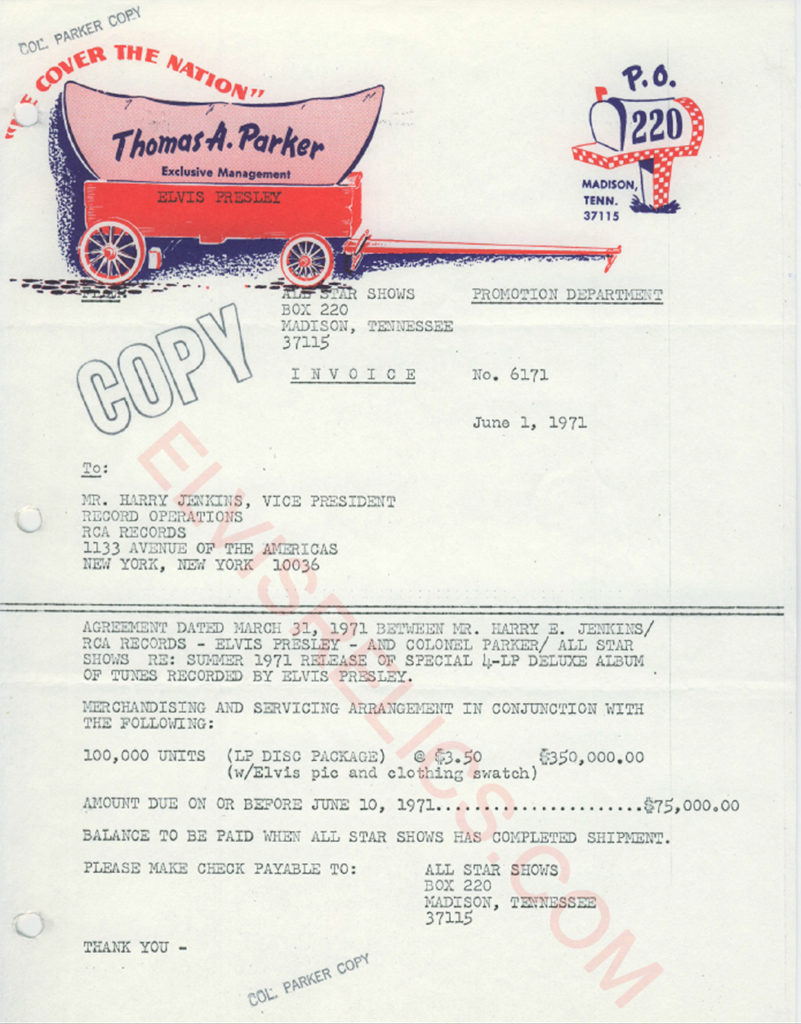 COL. PARKER COPY
"WE COVER THE NATION"
Thomas A. Parker
Exclusive Management
ELVIS PRESLEY
P.O.
220
MADISON,
TENN.
37115
ALL STAR SHOWS PROMOTION DEPARTMENT
BOX 220
MADISON, TENNESSEE
37115
COPY
I N V O I C E No. 6171
June 1, 1971
To:
MR. HARRY JENKINS, VICE PRESIDENT
RECORD OPERATIONS
RCA RECORDS
1133 AVENUE OF THE AMERICAS
NEW YORK, NEW YORK 10036
AGREEMENT DATED MARCH 31, 1971 BETWEEN MR. HARRY E. JENKINS/
RCA RECORDS - ELVIS PRESLEY - AND COLONEL PARKER/ ALL STAR
SHOWS RE: SUMMER 1971 RELEASE OF SPECIAL 4-LP DELUXE ALBUM
OF TUNES RECORDED BY ELVIS PRESLEY.
MERCHANDISING AND SERVICING ARRANGEMENT IN CONJUNCTION WITH
THE FOLLOWING:
100,000 UNITS (LP DISC PACKAGE) @ $3.50 $350,000.00
(w/Elvis pic and clothing swatch)
AMOUNT DUE ON OR BEFORE JUNE 10, 1971.......................$75,000.00
BALANCE TO BE PAID WHEN ALL STAR SHOWS HAS COMPLETED SHIPMENT.
PLEASE MAKE CHECK PAYABLE TO: ALL STAR SHOWS
BOX 220
MADISON, TENNESSEE
37115
THANK YOU -
COL. PARKER COPY
ELVISRELICS.COM